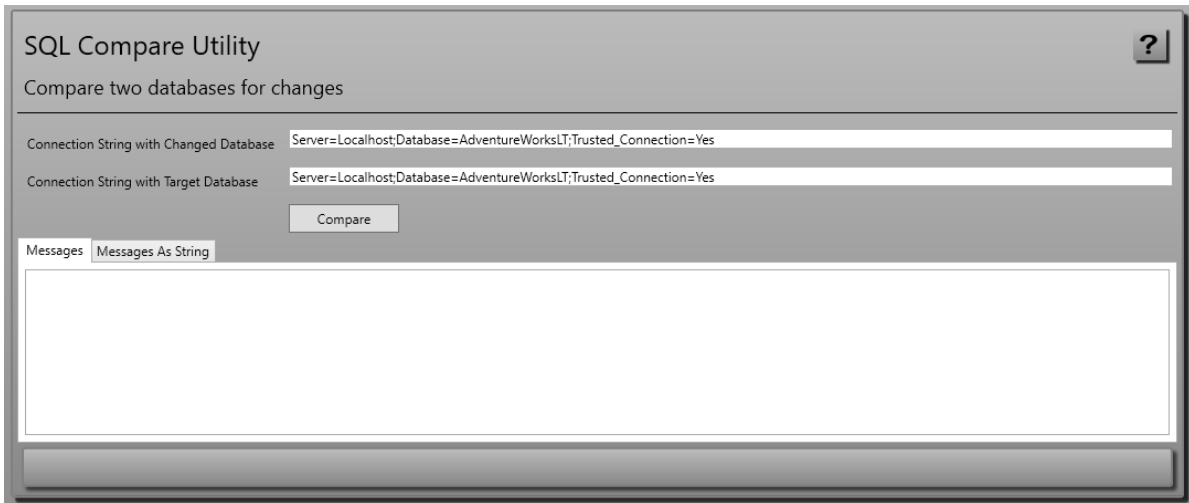 SQL Compare Utility
?
Compare two databases for changes
Connection String with Changed Database
Server=Localhost;Database=AdventureWorksLT;Trusted_Connection=Yes
Connection String with Target Database
Server=Localhost;Database=AdventureWorksLT;Trusted_Connection=Yes
Compare
Messages
Messages As String